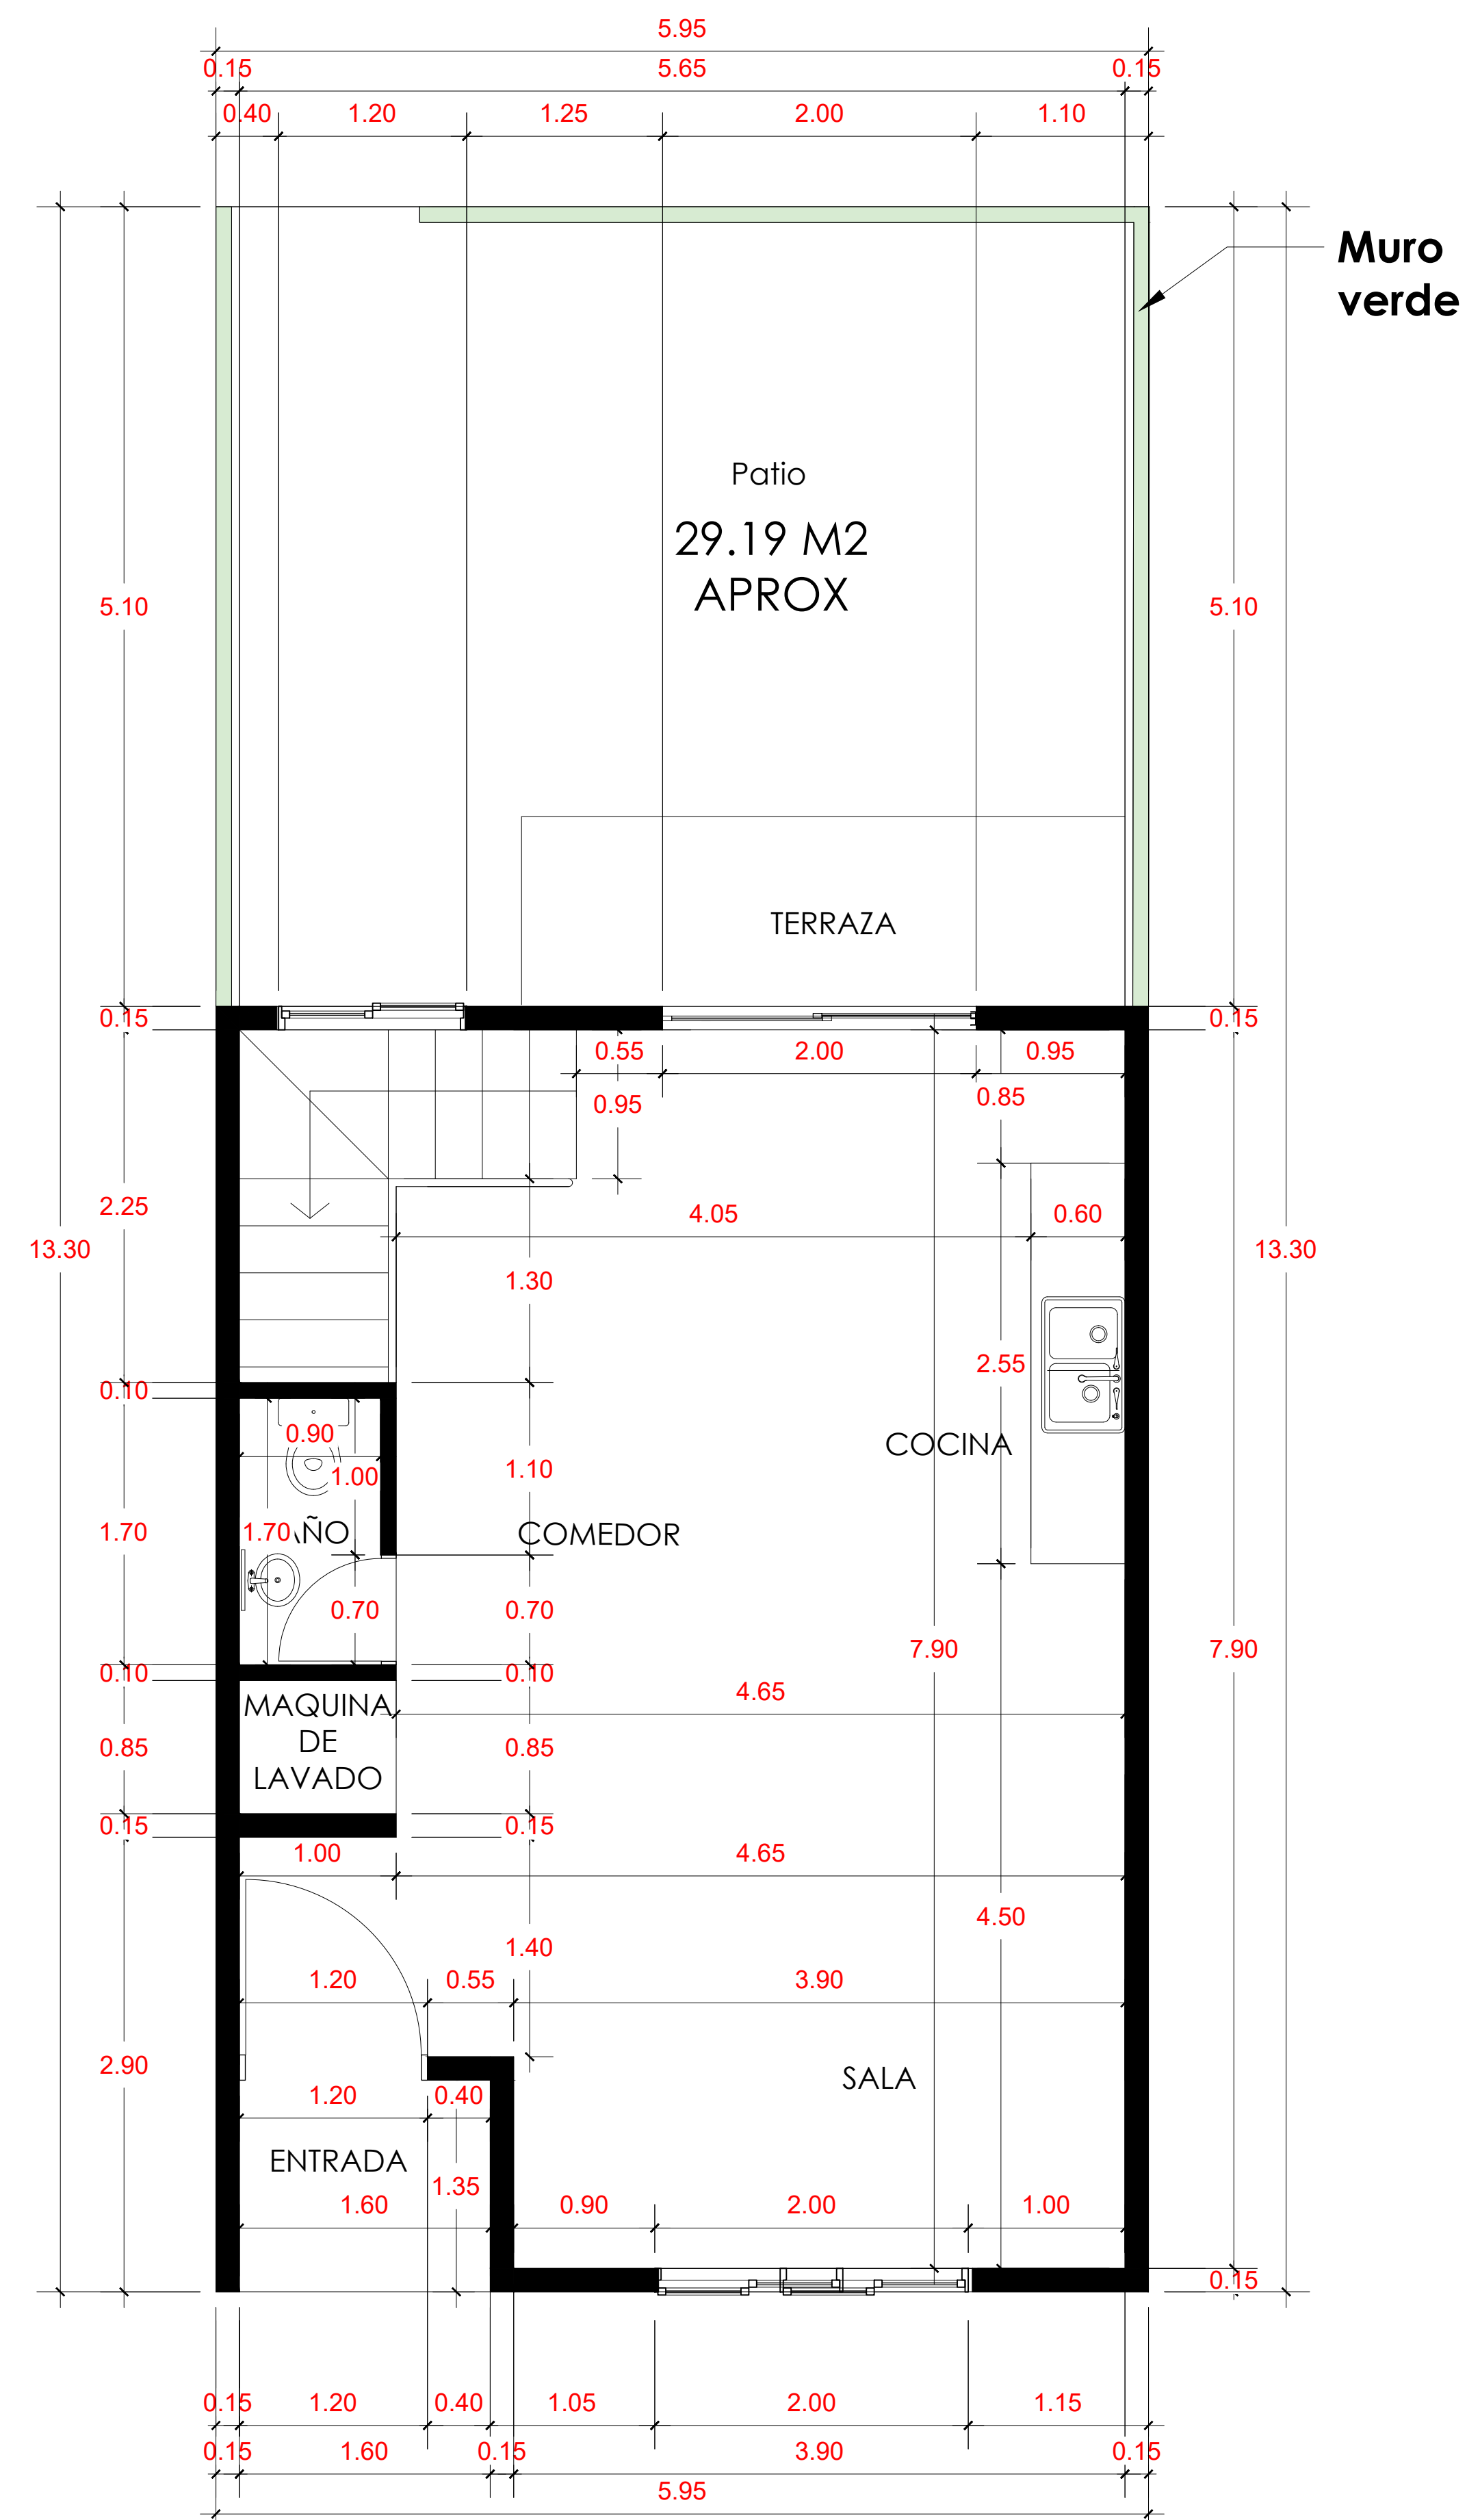 5.95
0.15 5.65 0.15
0.40 1.20 1.25 2.00 1.10
Muro
verde
Patio
29.19 M2
APROX
5.10 5.10
TERRAZA
0.15 0.15
0.55 2.00 0.95
0.95 0.85
2.25 4.05 0.60
13.30 13.30
1.30
2.55
0.10
0.90 COCINA
1.00 1.10
1.70 1.70 ÑO COMEDOR
0.70 0.70
7.90 7.90
0.10 0.10
4.65
MAQUINA
DE
LAVADO
0.85 0.85
0.15 0.15
1.00 4.65
4.50
1.40
1.20 0.55 3.90
2.90 SALA
1.20 0.40
ENTRADA
1.35
1.60 0.90 2.00 1.00
0.15
0.15 1.20 0.40 1.05 2.00 1.15
0.15 1.60 0.15 3.90 0.15
5.95